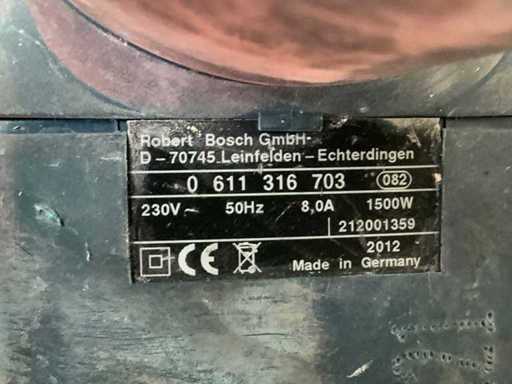 Robert Bosch GmbH
D – 70745 Leinfelden – Echterdingen
0 611 316 703 082
230V ~ 50Hz 8,0A 1500W
212001359
2012
CE
Made in Germany